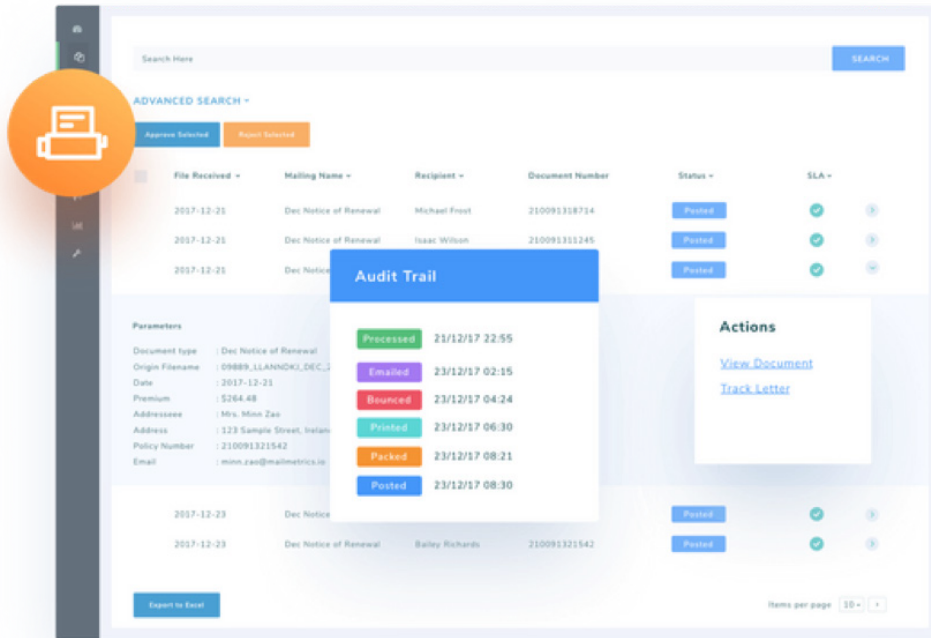 Search Here SEARCH
ADVANCED SEARCH
Approve Selected Reject Selected
File Received Mailing Name Recipient Document Number Status SLA
2017-12-21 Dec Notice of Renewal Michael Frost 210091318714 Posted
2017-12-21 Dec Notice of Renewal Isaac Wilson 210091311245 Posted
2017-12-21 Dec Notice Posted
Audit Trail
Processed 21/12/17 22:55
Emailed 23/12/17 02:15
Bounced 23/12/17 04:24
Printed 23/12/17 06:30
Packed 23/12/17 08:21
Posted 23/12/17 08:30
Parameters
Document type : Dec Notice of Renewal
Origin Filename : 09889_LLANNOKJ_DEC_2
Date : 2017-12-21
Premium : $264.48
Addresseee : Mrs. Minn Zao
Address : 123 Sample Street, Irelan
Policy Number : 210091321542
Email : minn.zao@mailmetrics.io
Actions
View Document
Track Letter
2017-12-23 Dec Notice Posted
2017-12-23 Dec Notice of Renewal Bailey Richards 210091321542 Posted
Export to Excel Items per page 10